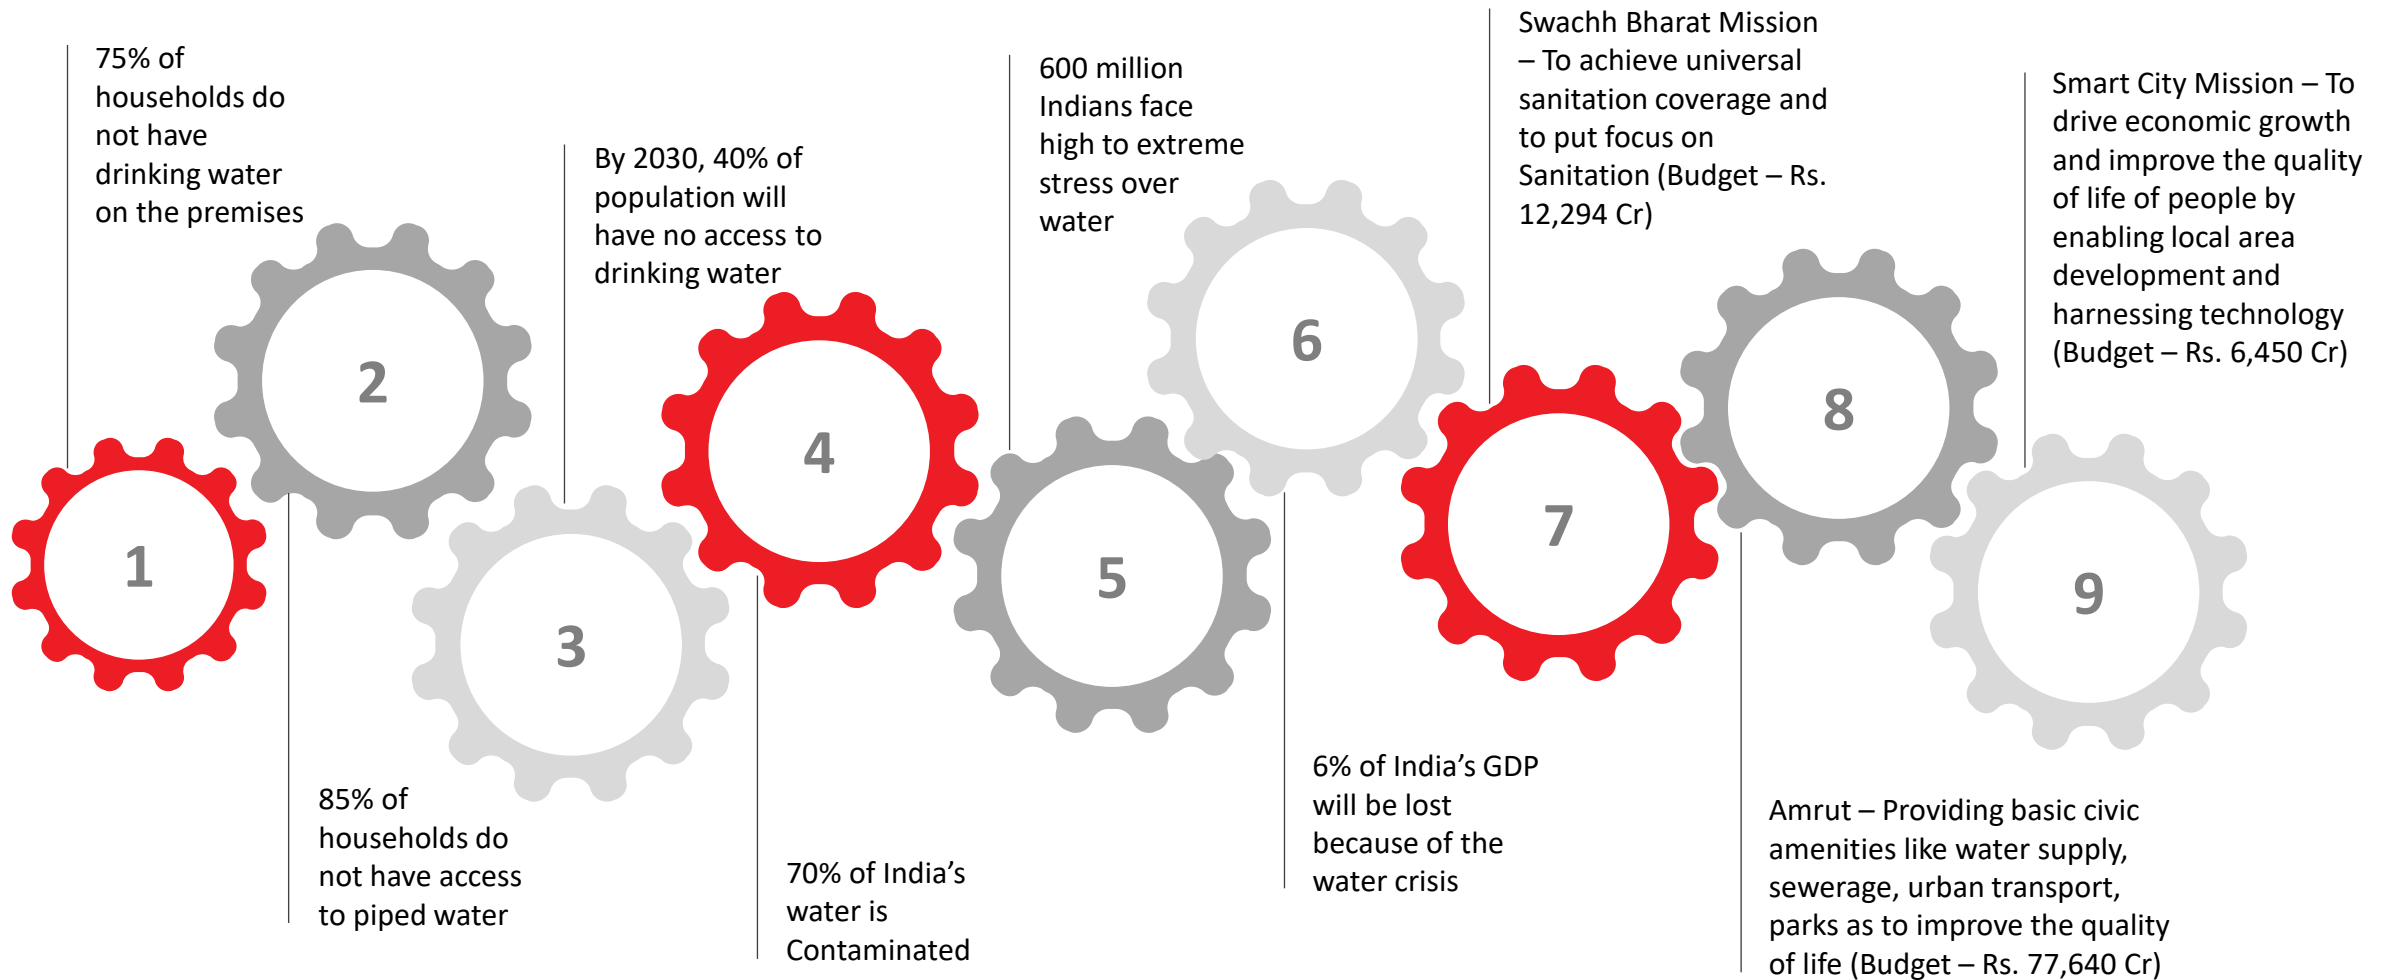 75% of
households do
not have
drinking water
on the premises
1
2
85% of
households do
not have access
to piped water
By 2030, 40% of
population will
have no access to
drinking water
3
4
70% of India’s
water is
Contaminated
600 million
Indians face
high to extreme
stress over
water
5
6
6% of India’s GDP
will be lost
because of the
water crisis
Swachh Bharat Mission
– To achieve universal
sanitation coverage and
to put focus on
Sanitation (Budget – Rs.
12,294 Cr)
7
8
Amrut – Providing basic civic
amenities like water supply,
sewerage, urban transport,
parks as to improve the quality
of life (Budget – Rs. 77,640 Cr)
Smart City Mission – To
drive economic growth
and improve the quality
of life of people by
enabling local area
development and
harnessing technology
(Budget – Rs. 6,450 Cr)
9